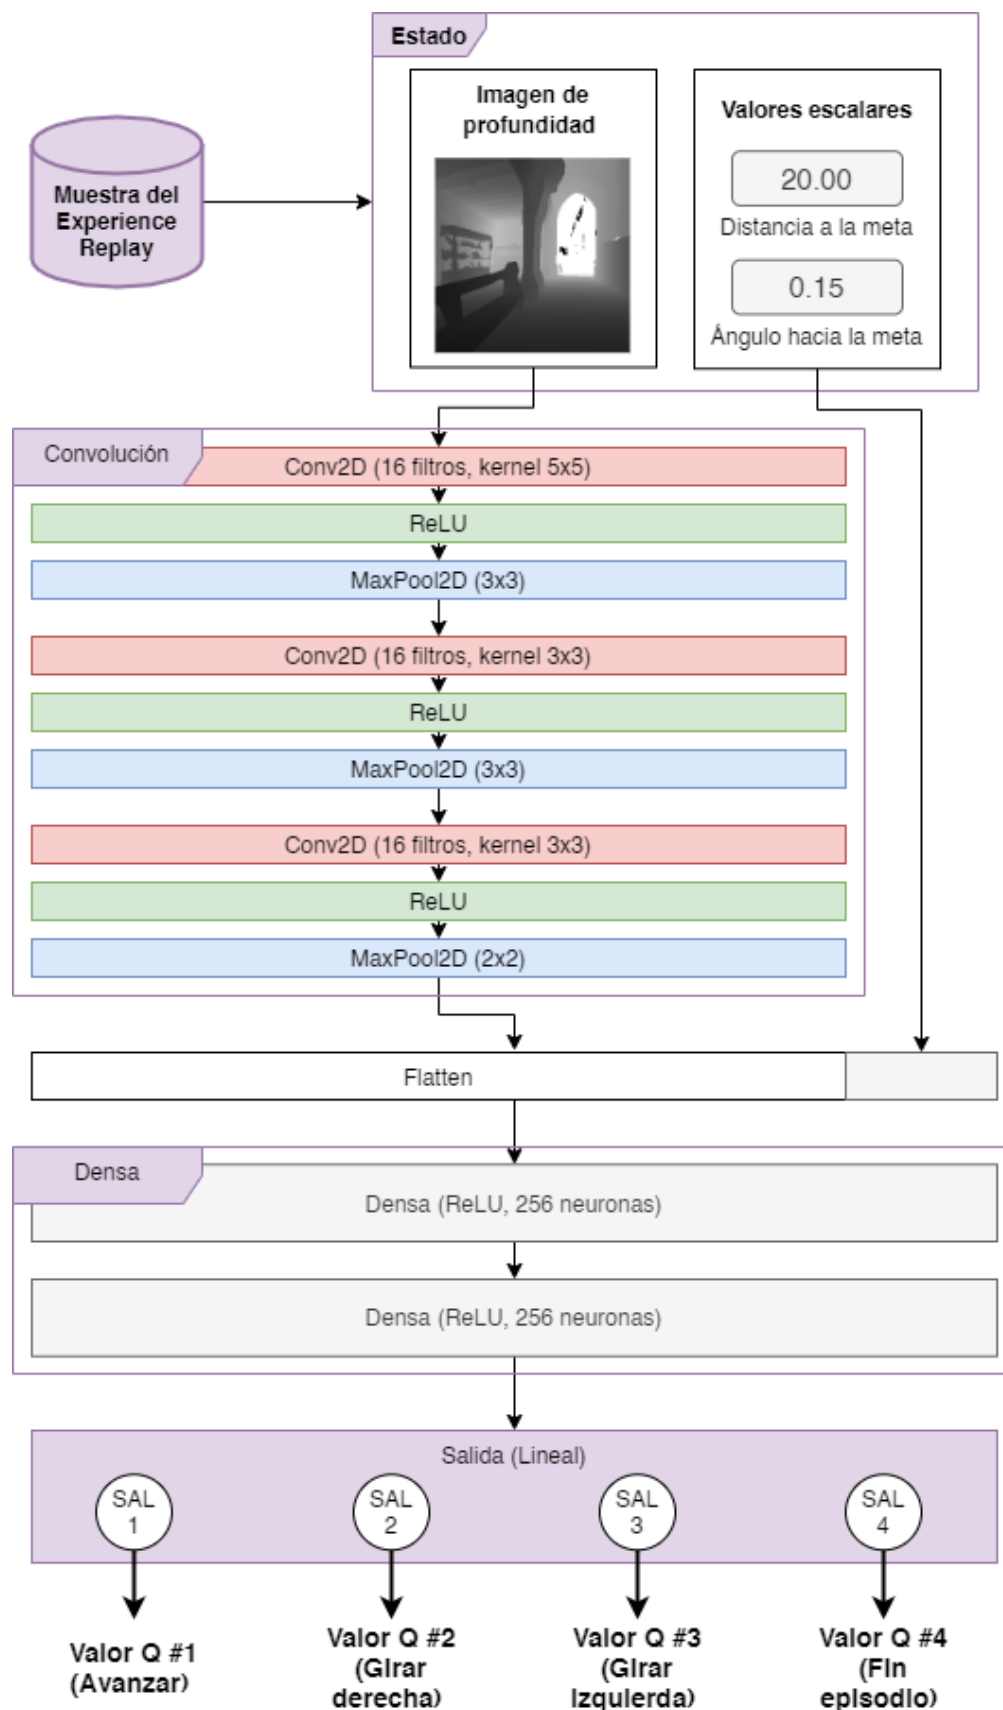 Estado
Imagen de
profundidad
Valores escalares
20.00
Distancia a la meta
0.15
Ángulo hacia la meta
Muestra del
Experience
Replay
Convolución
Conv2D (16 filtros, kernel 5x5)
ReLU
MaxPool2D (3x3)
Conv2D (16 filtros, kernel 3x3)
ReLU
MaxPool2D (3x3)
Conv2D (16 filtros, kernel 3x3)
ReLU
MaxPool2D (2x2)
Flatten
Densa
Densa (ReLU, 256 neuronas)
Densa (ReLU, 256 neuronas)
Salida (Lineal)
SAL
1
SAL
2
SAL
3
SAL
4
Valor Q #1
(Avanzar)
Valor Q #2
(Girar
derecha)
Valor Q #3
(Girar
Izquierda)
Valor Q #4
(Fin
episodio)